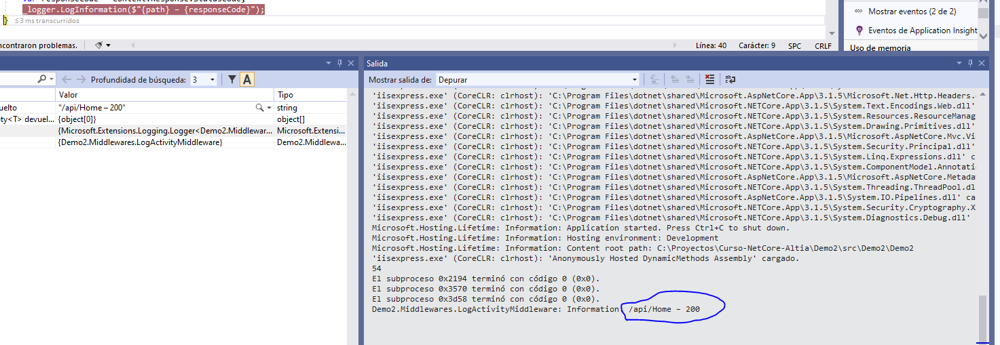 _logger.LogInformation($"{path} – {responseCode}");
} ≤ 3 ms transcurridos
Mostrar eventos (2 de 2)
Eventos de Application Insight
Uso de memoria
ncontraron problemas.
Línea: 40 Carácter: 9 SPC CRLF
Profundidad de búsqueda: 3
A
Valor Tipo
uelto "/api/Home – 200" string
ty<T> devuel... {object[0]} object[]
{Microsoft.Extensions.Logging.Logger<Demo2.Middlewar... Microsoft.Extensi...
{Demo2.Middlewares.LogActivityMiddleware} Demo2.Middlewa...
Salida
Mostrar salida de: Depurar
'iisexpress.exe' (CoreCLR: clrhost): 'C:\Program Files\dotnet\shared\Microsoft.AspNetCore.App\3.1.5\Microsoft.Net.Http.Headers.
'iisexpress.exe' (CoreCLR: clrhost): 'C:\Program Files\dotnet\shared\Microsoft.NETCore.App\3.1.5\System.Text.Encodings.Web.dll'
'iisexpress.exe' (CoreCLR: clrhost): 'C:\Program Files\dotnet\shared\Microsoft.NETCore.App\3.1.5\System.Resources.ResourceManag
'iisexpress.exe' (CoreCLR: clrhost): 'C:\Program Files\dotnet\shared\Microsoft.NETCore.App\3.1.5\System.Drawing.Primitives.dll'
'iisexpress.exe' (CoreCLR: clrhost): 'C:\Program Files\dotnet\shared\Microsoft.AspNetCore.App\3.1.5\Microsoft.AspNetCore.Mvc.Vi
'iisexpress.exe' (CoreCLR: clrhost): 'C:\Program Files\dotnet\shared\Microsoft.NETCore.App\3.1.5\System.Security.Principal.dll'
'iisexpress.exe' (CoreCLR: clrhost): 'C:\Program Files\dotnet\shared\Microsoft.NETCore.App\3.1.5\System.Linq.Expressions.dll' c
'iisexpress.exe' (CoreCLR: clrhost): 'C:\Program Files\dotnet\shared\Microsoft.NETCore.App\3.1.5\System.ComponentModel.Annotati
'iisexpress.exe' (CoreCLR: clrhost): 'C:\Program Files\dotnet\shared\Microsoft.AspNetCore.App\3.1.5\Microsoft.AspNetCore.Metada
'iisexpress.exe' (CoreCLR: clrhost): 'C:\Program Files\dotnet\shared\Microsoft.NETCore.App\3.1.5\System.Threading.ThreadPool.dl
'iisexpress.exe' (CoreCLR: clrhost): 'C:\Program Files\dotnet\shared\Microsoft.AspNetCore.App\3.1.5\System.IO.Pipelines.dll' ca
'iisexpress.exe' (CoreCLR: clrhost): 'C:\Program Files\dotnet\shared\Microsoft.NETCore.App\3.1.5\System.Security.Cryptography.X
'iisexpress.exe' (CoreCLR: clrhost): 'C:\Program Files\dotnet\shared\Microsoft.NETCore.App\3.1.5\System.Diagnostics.Debug.dll'
Microsoft.Hosting.Lifetime: Information: Application started. Press Ctrl+C to shut down.
Microsoft.Hosting.Lifetime: Information: Hosting environment: Development
Microsoft.Hosting.Lifetime: Information: Content root path: C:\Proyectos\Curso-NetCore-Altia\Demo2\src\Demo2\Demo2
'iisexpress.exe' (CoreCLR: clrhost): 'Anonymously Hosted DynamicMethods Assembly' cargado.
54
El subproceso 0x2194 terminó con código 0 (0x0).
El subproceso 0x3570 terminó con código 0 (0x0).
El subproceso 0x3d58 terminó con código 0 (0x0).
Demo2.Middlewares.LogActivityMiddleware: Information: /api/Home – 200